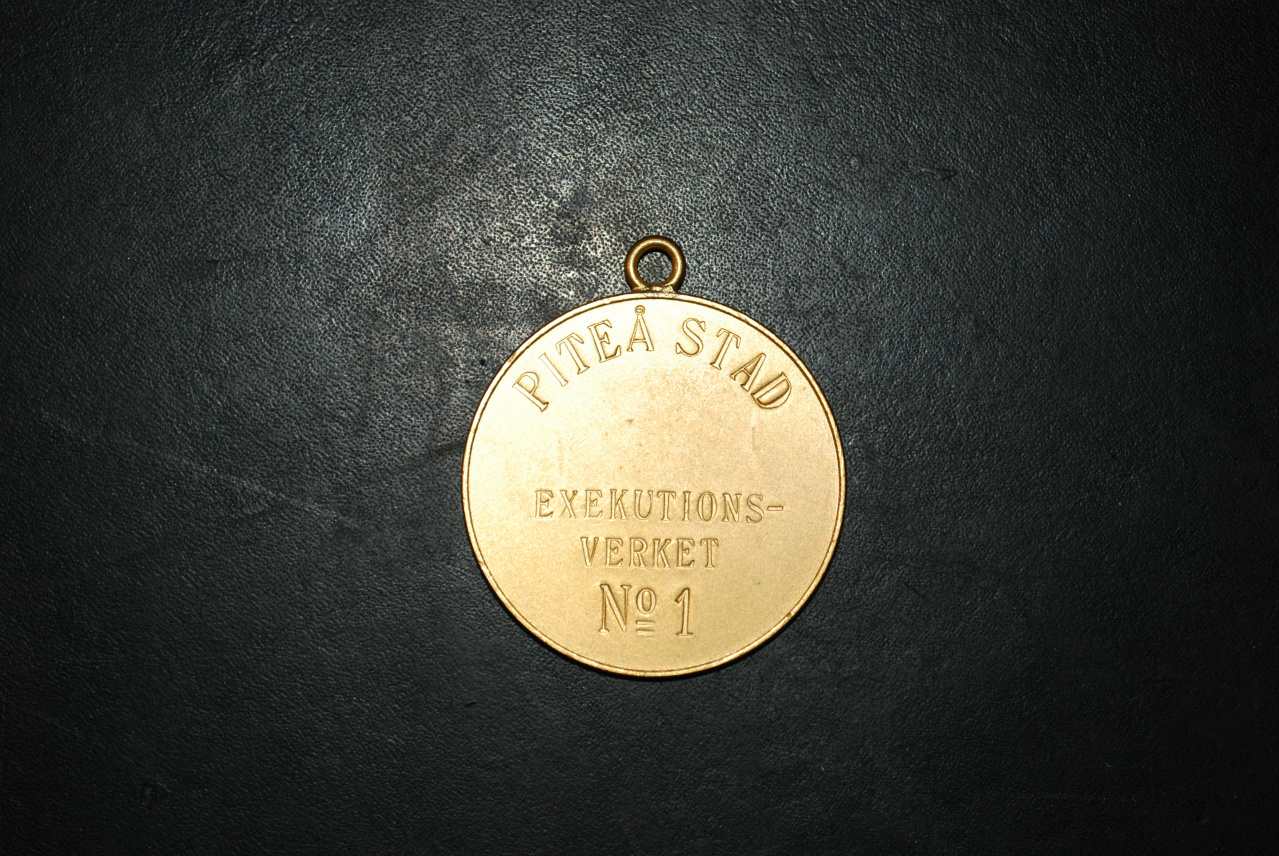 PITEÅ STAD
EXEKUTIONS-
VERKET
Nº 1